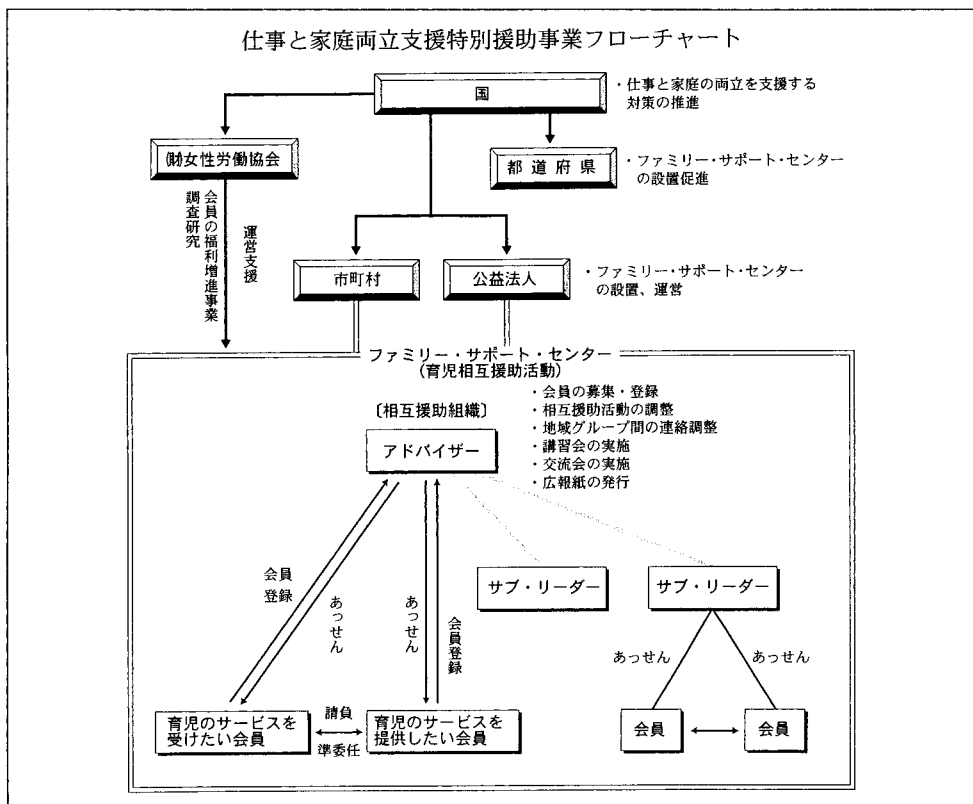 仕事と家庭両立支援特別援助事業フローチャート
国
・仕事と家庭の両立を支援する
対策の推進
㈶女性労働協会
都道府県
・ファミリー・サポート・センター
の設置促進
会員の福利増進事業
調査研究
運営支援
市町村
公益法人
・ファミリー・サポート・センター
の設置、運営
ファミリー・サポート・センター
(育児相互援助活動)
〔相互援助組織〕
アドバイザー
・会員の募集・登録
・相互援助活動の調整
・地域グループ間の連絡調整
・講習会の実施
・交流会の実施
・広報紙の発行
サブ・リーダー
サブ・リーダー
会員
登録
あっせん
あっせん
会員登録
あっせん
あっせん
育児のサービスを
受けたい会員
請負
準委任
育児のサービスを
提供したい会員
会員
会員